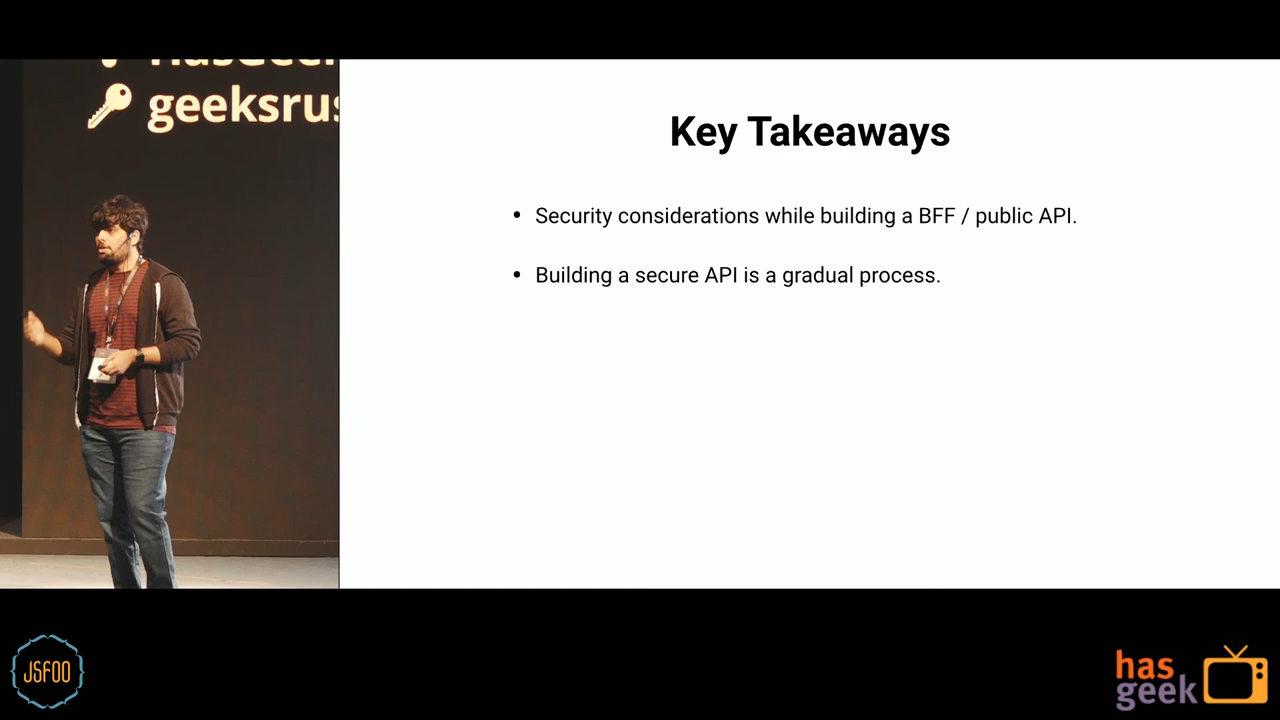 geeksrus
Key Takeaways
• Security considerations while building a BFF / public API.
• Building a secure API is a gradual process.
JSFOO
has
geek